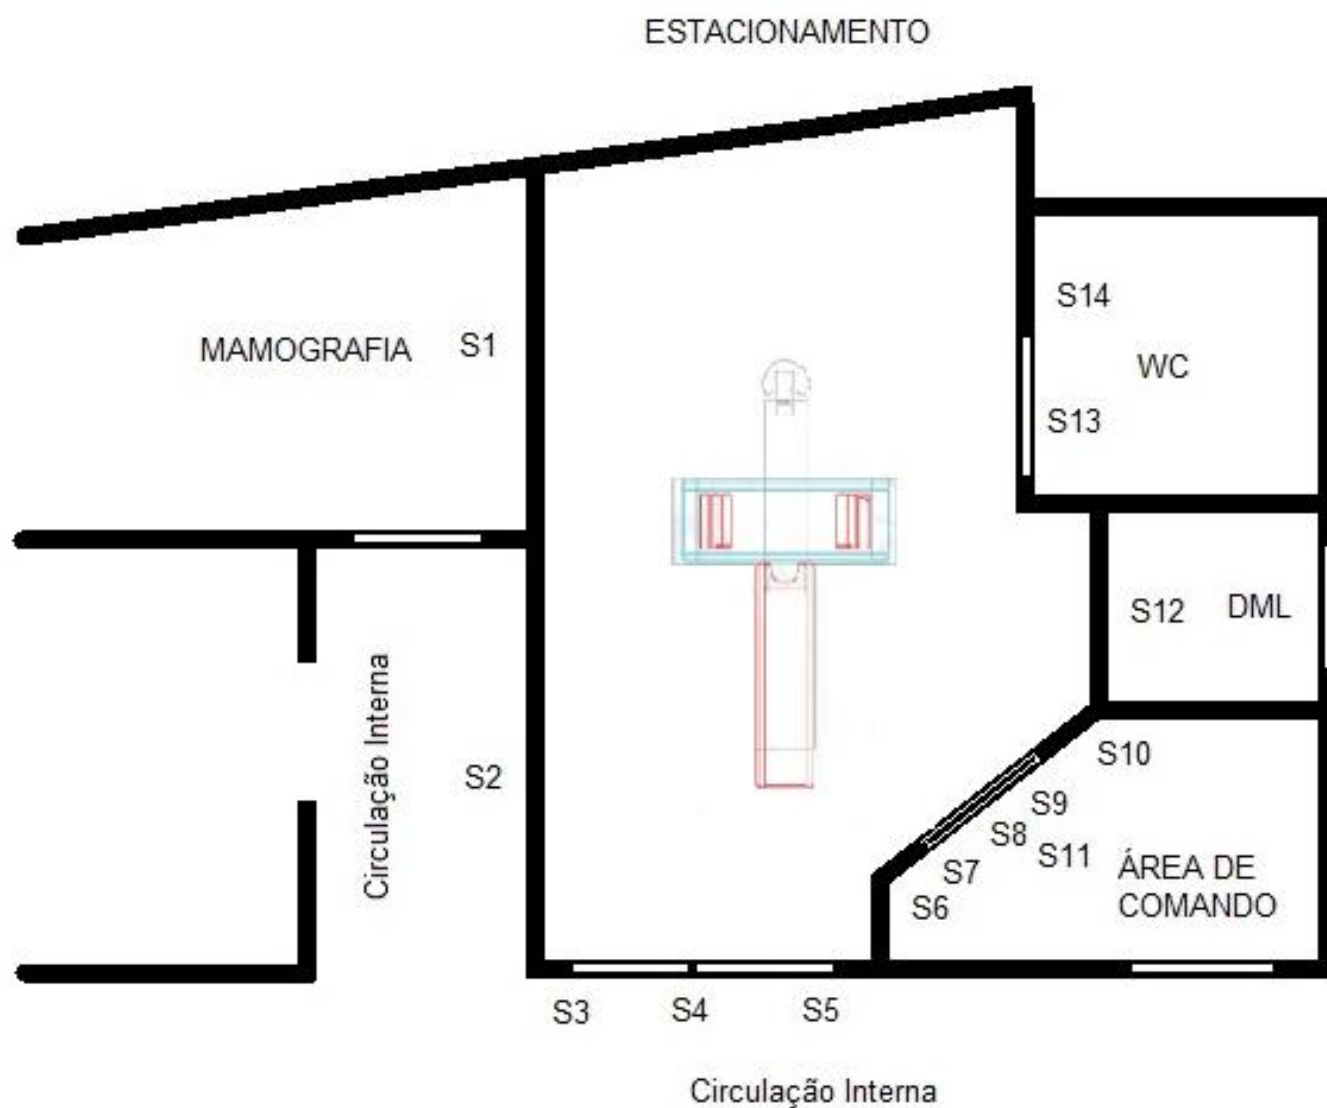 ESTACIONAMENTO
S14
MAMOGRAFIA S1
WC
S13
S12 DML
Circulação Interna
S2
S10
S9
S8
S11
S7
ÁREA DE
COMANDO
S6
S3 S4 S5
Circulação Interna